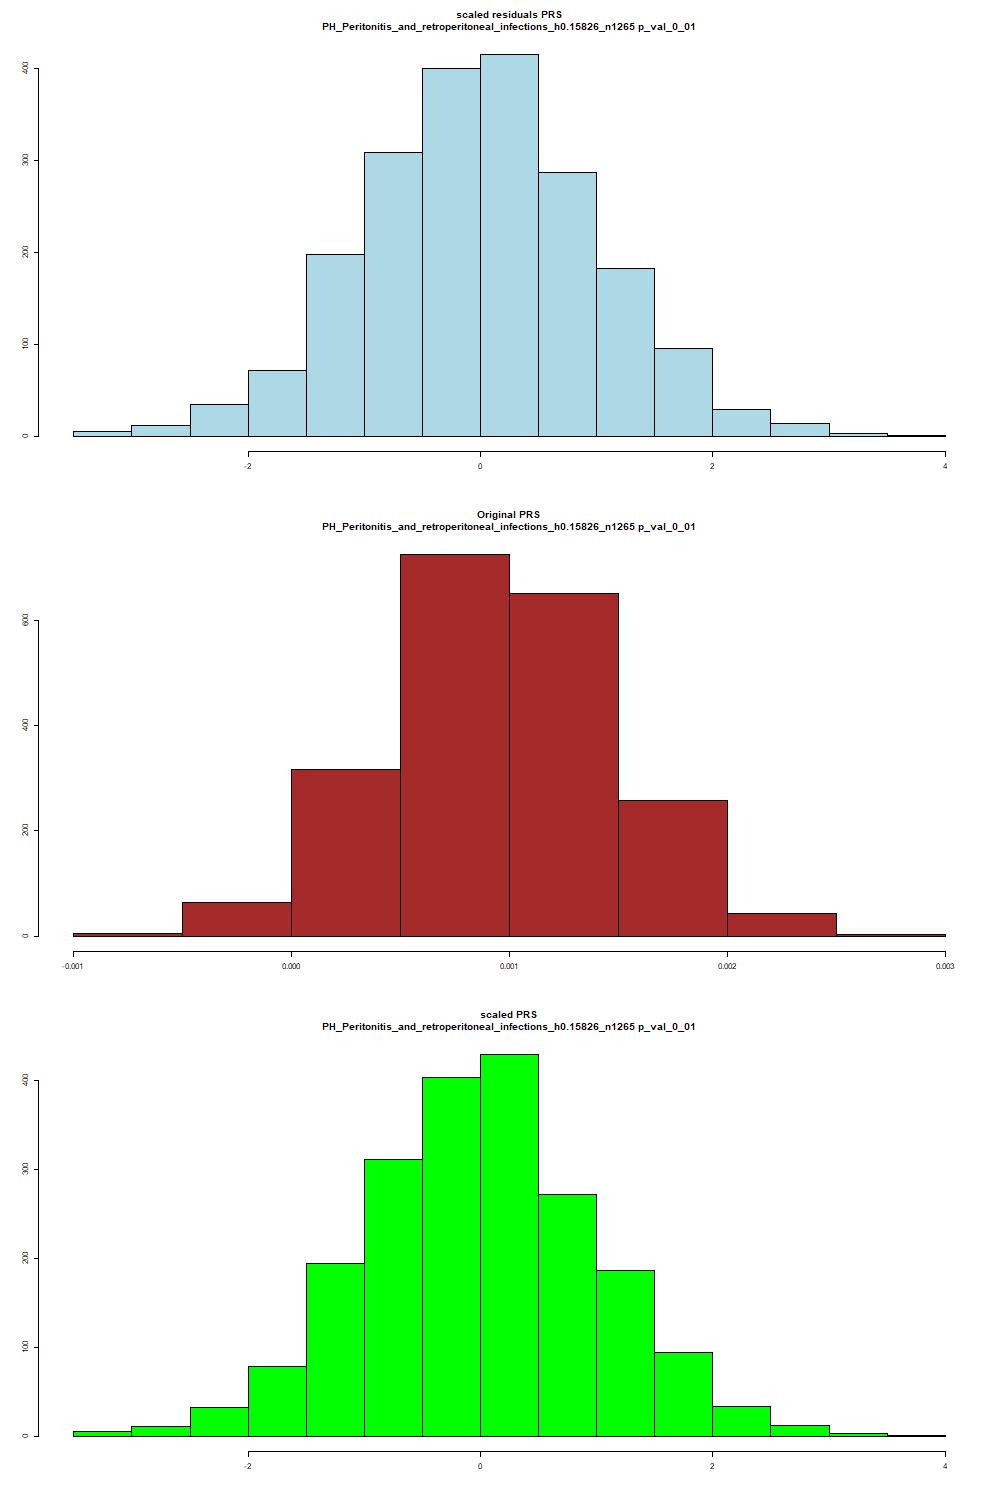 scaled residuals PRS
PH_Peritonitis_and_retroperitoneal_infections_h0.15826_n1265 p_val_0_01
400
300
200
100
0
-2 0 2 4
Original PRS
PH_Peritonitis_and_retroperitoneal_infections_h0.15826_n1265 p_val_0_01
600
400
200
0
-0.001 0.000 0.001 0.002 0.003
scaled PRS
PH_Peritonitis_and_retroperitoneal_infections_h0.15826_n1265 p_val_0_01
400
300
200
100
0
-2 0 2 4